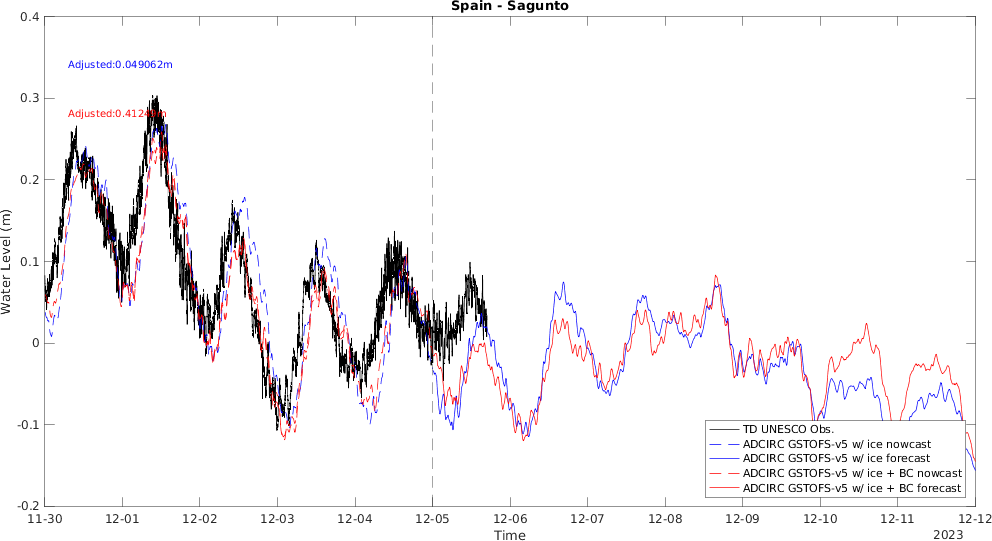 Spain - Sagunto
0.4
0.3
0.2
0.1
0
-0.1
-0.2
Water Level (m)
Adjusted:0.049062m
TD UNESCO Obs.
ADCIRC GSTOFS-v5 w/ ice nowcast
ADCIRC GSTOFS-v5 w/ ice forecast
ADCIRC GSTOFS-v5 w/ ice + BC nowcast
ADCIRC GSTOFS-v5 w/ ice + BC forecast
11-30 12-01 12-02 12-03 12-04 12-05 12-06 12-07 12-08 12-09 12-10 12-11 12-12
Time
2023